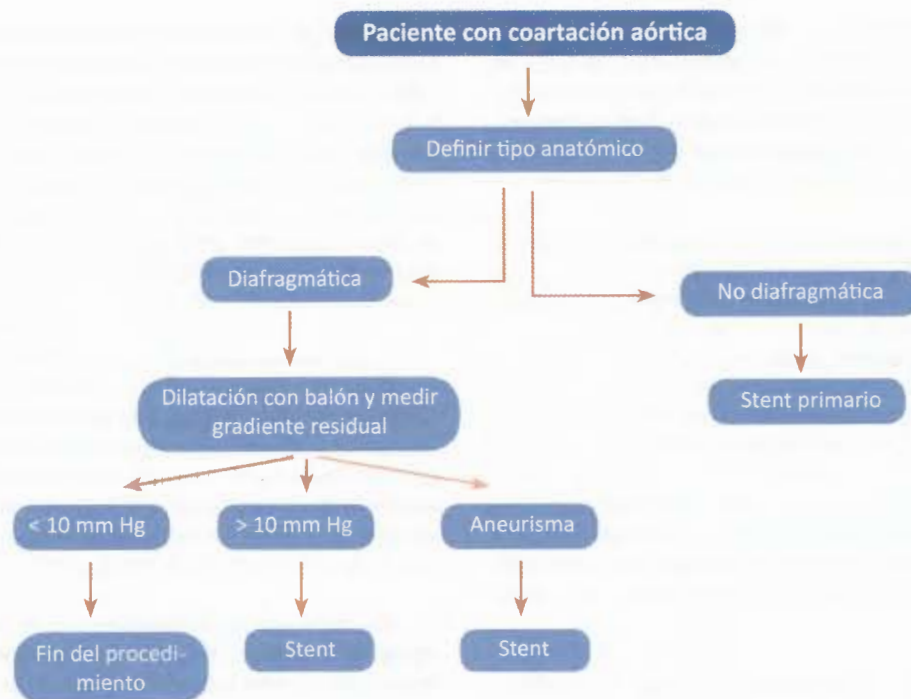 Paciente con coartación aórtica
Definir tipo anatómico
Diafragmática
No diafragmática
Dilatación con balón y medir
gradiente residual
Stent primario
< 10 mm Hg
> 10 mm Hg
Aneurisma
Fin del procedi-
miento
Stent
Stent